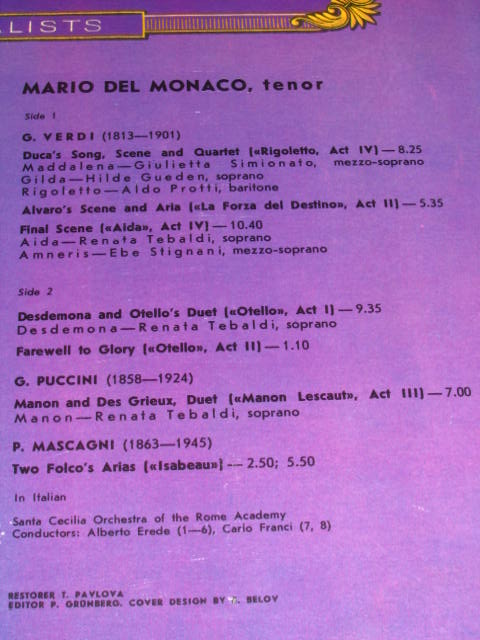 ALISTS
MARIO DEL MONACO, tenor
Side 1
G. VERDI (1813—1901)
Duca's Song, Scene and Quartet («Rigoletto, Act IV) — 8.25
Maddalena — Giulietta Simionato, mezzo-soprano
Gilda — Hilde Gueden, soprano
Rigoletto — Aldo Protti, baritone
Alvaro's Scene and Aria («La Forza del Destino», Act II) — 5.35
Final Scene («Aida», Act IV) — 10.40
Aida — Renata Tebaldi, soprano
Amneris — Ebe Stignani, mezzo-soprano
Side 2
Desdemona and Otello's Duet («Otello», Act I) — 9.35
Desdemona — Renata Tebaldi, soprano
Farewell to Glory («Otello», Act II) — 1.10
G. PUCCINI (1858—1924)
Manon and Des Grieux, Duet («Manon Lescaut», Act III) — 7.00
Manon — Renata Tebaldi, soprano
P. MASCAGNI (1863—1945)
Two Folco's Arias («Isabeau») -- 2.50; 5.50
In Italian
Santa Cecilia Orchestra of the Rome Academy
Conductors: Alberto Erede (1—6), Carlo Franci (7, 8)
RESTORER T. PAVLOVA
EDITOR P. GRÜNBERG. COVER DESIGN BY BELOV